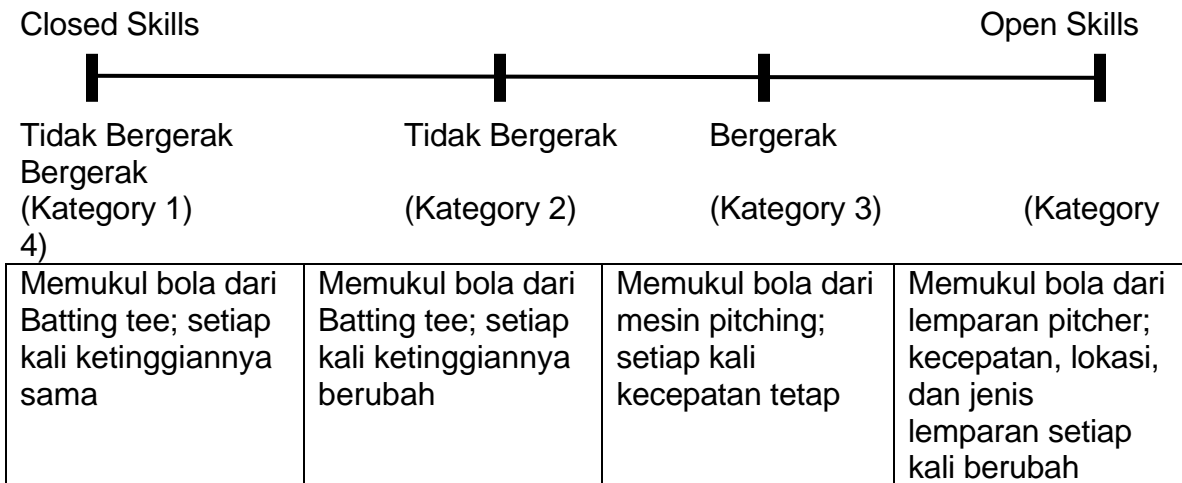 Closed Skills Open Skills
Tidak Bergerak Tidak Bergerak Bergerak
Bergerak
(Kategory 1) (Kategory 2) (Kategory 3) (Kategory
4)
Memukul bola dari
Batting tee; setiap
kali ketinggiannya
sama
Memukul bola dari
Batting tee; setiap
kali ketinggiannya
berubah
Memukul bola dari
mesin pitching;
setiap kali
kecepatan tetap
Memukul bola dari
lemparan pitcher;
kecepatan, lokasi,
dan jenis
lemparan setiap
kali berubah